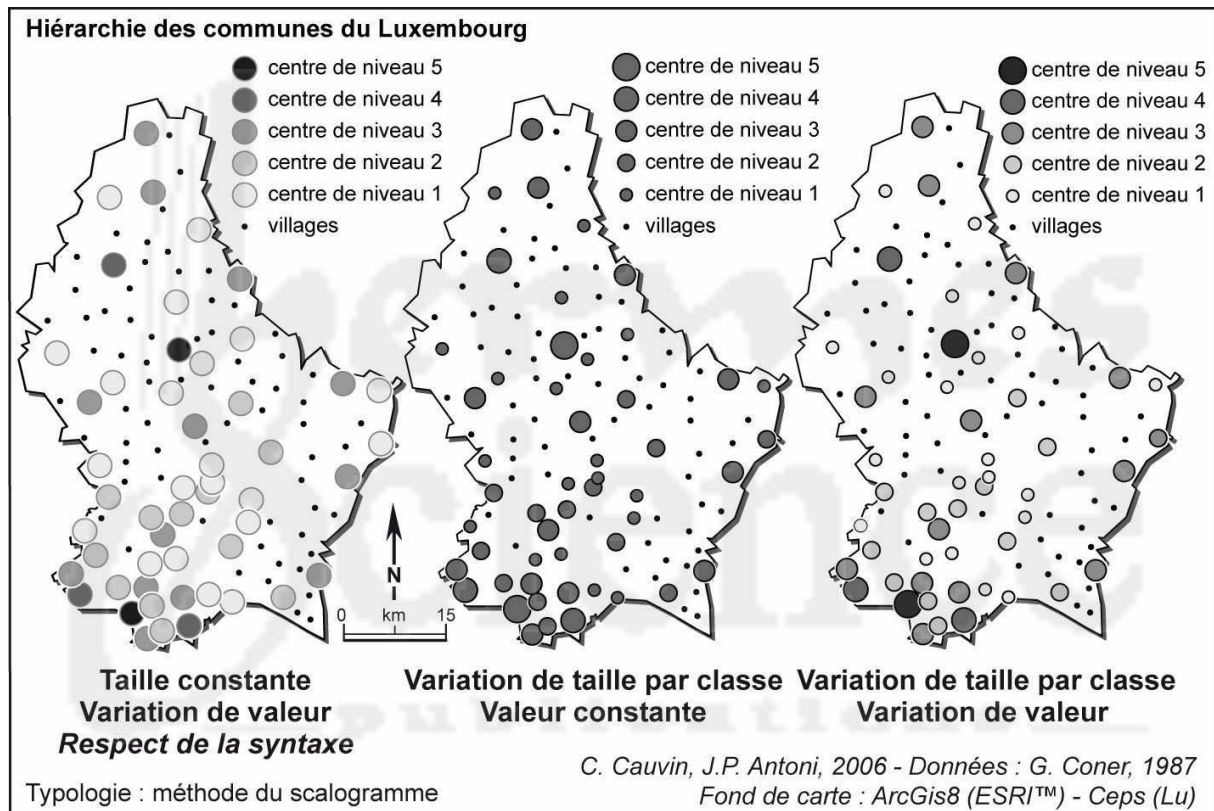 Hiérarchie des communes du Luxembourg
centre de niveau 5
centre de niveau 4
centre de niveau 3
centre de niveau 2
centre de niveau 1
villages
centre de niveau 5
centre de niveau 4
centre de niveau 3
centre de niveau 2
centre de niveau 1
villages
centre de niveau 5
centre de niveau 4
centre de niveau 3
centre de niveau 2
centre de niveau 1
villages
N
0 km 15
Taille constante
Variation de valeur
Respect de la syntaxe
Variation de taille par classe
Valeur constante
Variation de taille par classe
Variation de valeur
Typologie : méthode du scalogramme
C. Cauvin, J.P. Antoni, 2006 - Données : G. Coner, 1987
Fond de carte : ArcGis8 (ESRI™) - Ceps (Lu)
hermes
Science
publications